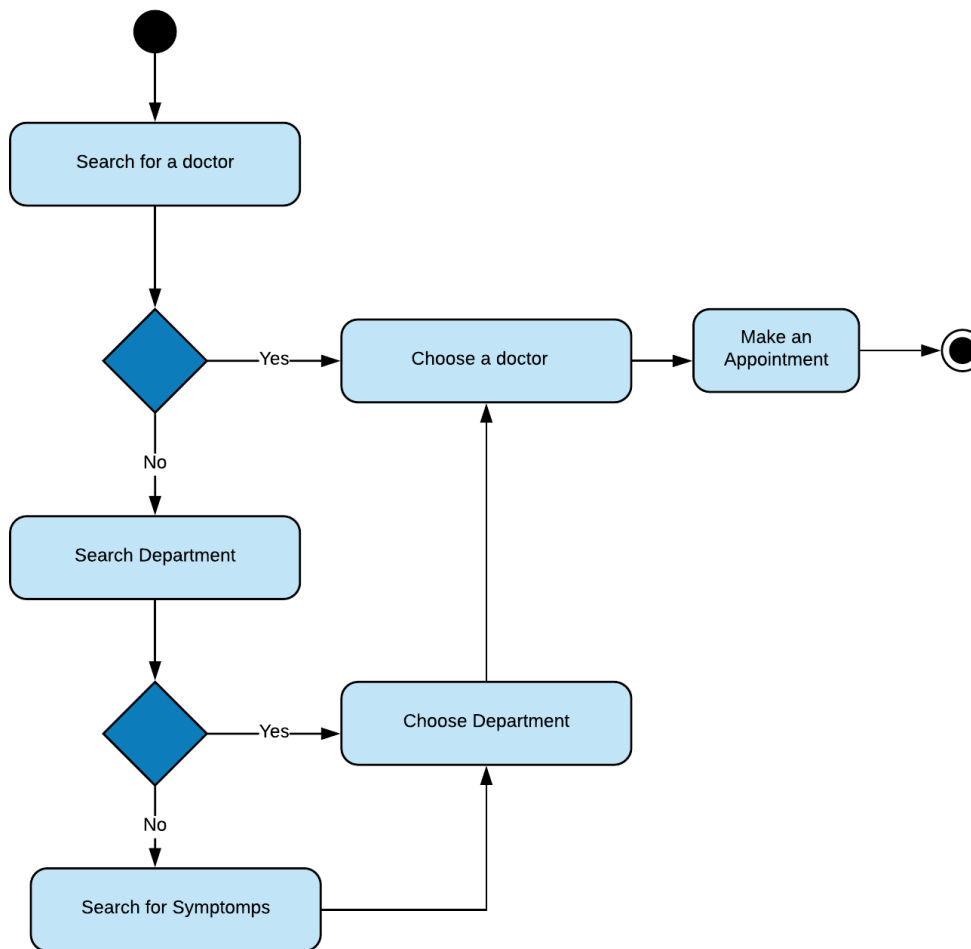 Search for a doctor
Yes
Choose a doctor
Make an
Appointment
No
Search Department
Yes
Choose Department
No
Search for Symptomps